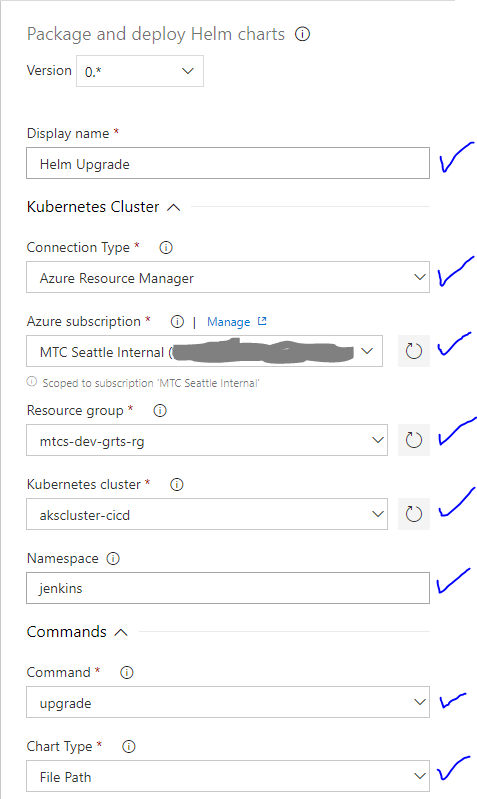 Package and deploy Helm charts
Version 0.*
Display name *
Helm Upgrade
Kubernetes Cluster
Connection Type *
Azure Resource Manager
Azure subscription * | Manage
MTC Seattle Internal (
Scoped to subscription 'MTC Seattle Internal'
Resource group *
mtcs-dev-grts-rg
Kubernetes cluster *
akscluster-cicd
Namespace
jenkins
Commands
Command *
upgrade
Chart Type *
File Path